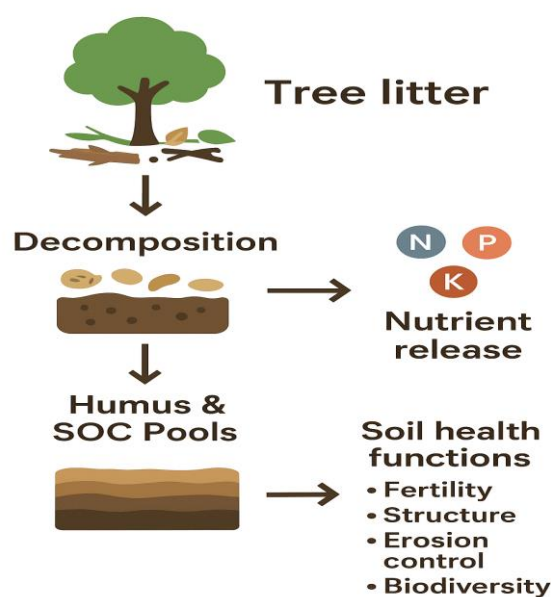 Tree litter
Decomposition
N
P
K
Nutrient
release
Humus &
SOC Pools
Soil health
functions
• Fertility
• Structure
• Erosion
control
• Biodiversity